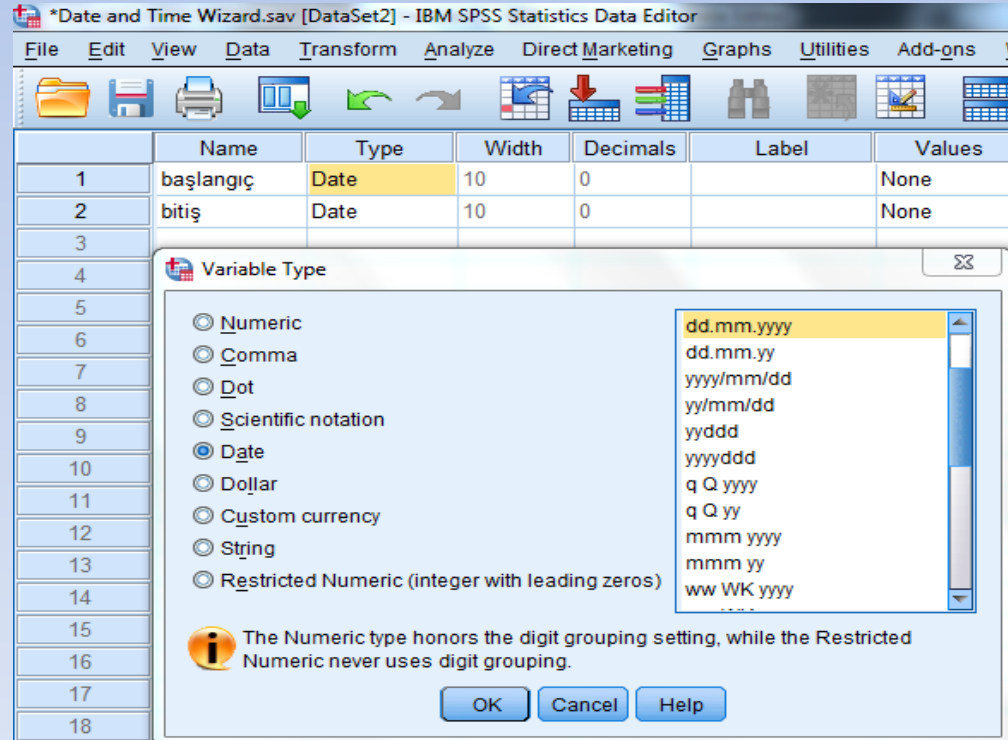 *Date and Time Wizard.sav [DataSet2] - IBM SPSS Statistics Data Editor
File Edit View Data Transform Analyze Direct Marketing Graphs Utilities Add-ons
Name Type Width Decimals Label Values
1 başlangıç Date 10 0 None
2 bitiş Date 10 0 None
3
4
5
6
7
8
9
10
11
12
13
14
15
16
17
18
Variable Type
Numeric
Comma
Dot
Scientific notation
Date
Dollar
Custom currency
String
Restricted Numeric (integer with leading zeros)
dd.mm.yyyy
dd.mm.yy
yyyy/mm/dd
yy/mm/dd
yyddd
yyyyddd
q Q yyyy
q Q yy
mmm yyyy
mmm yy
ww WK yyyy
The Numeric type honors the digit grouping setting, while the Restricted
Numeric never uses digit grouping.
OK Cancel Help